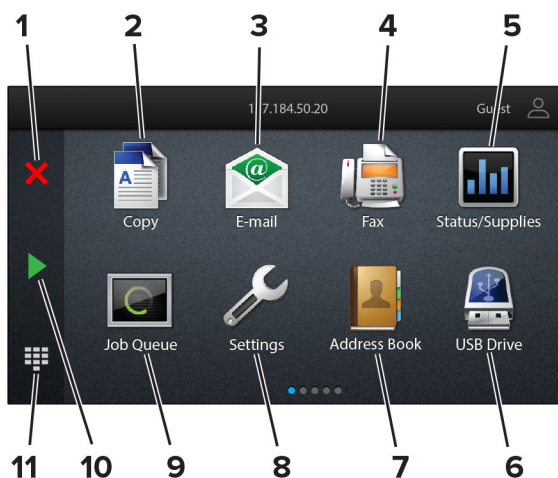 1 2 3 4 5
Guest
A
@
Copy E-mail Fax Status/Supplies
Job Queue Settings Address Book USB Drive
11 10 9 8 7 6